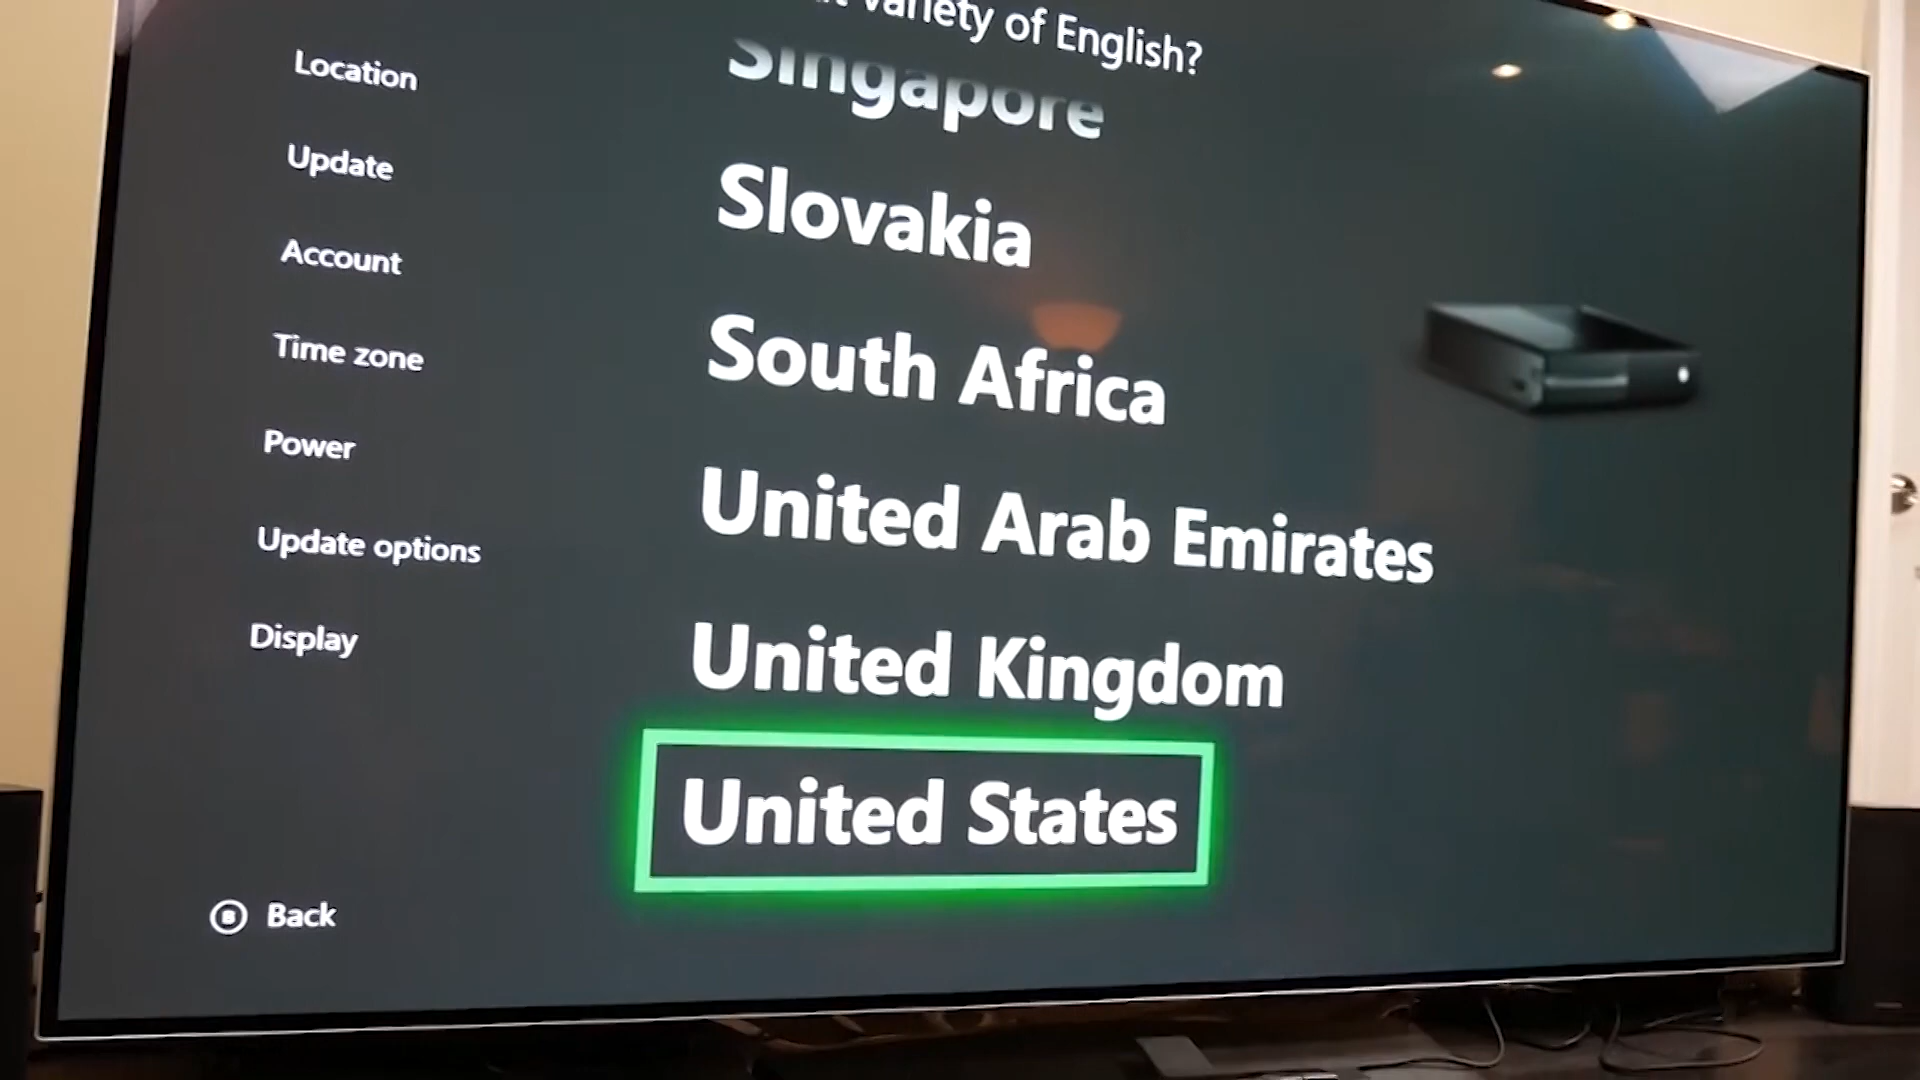 variety of English?
Location
Update
Account
Time zone
Power
Update options
Display
Singapore
Slovakia
South Africa
United Arab Emirates
United Kingdom
United States
B Back